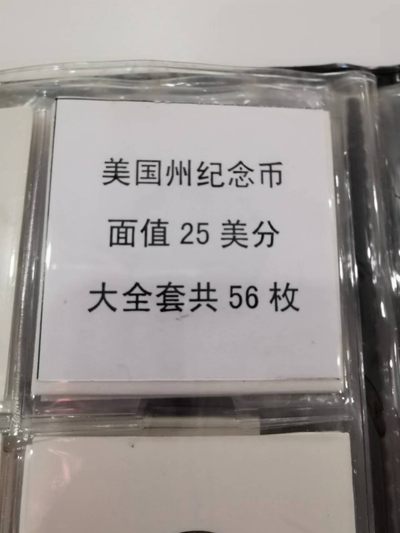 美国州纪念币
面值 25 美分
大全套共 56 枚